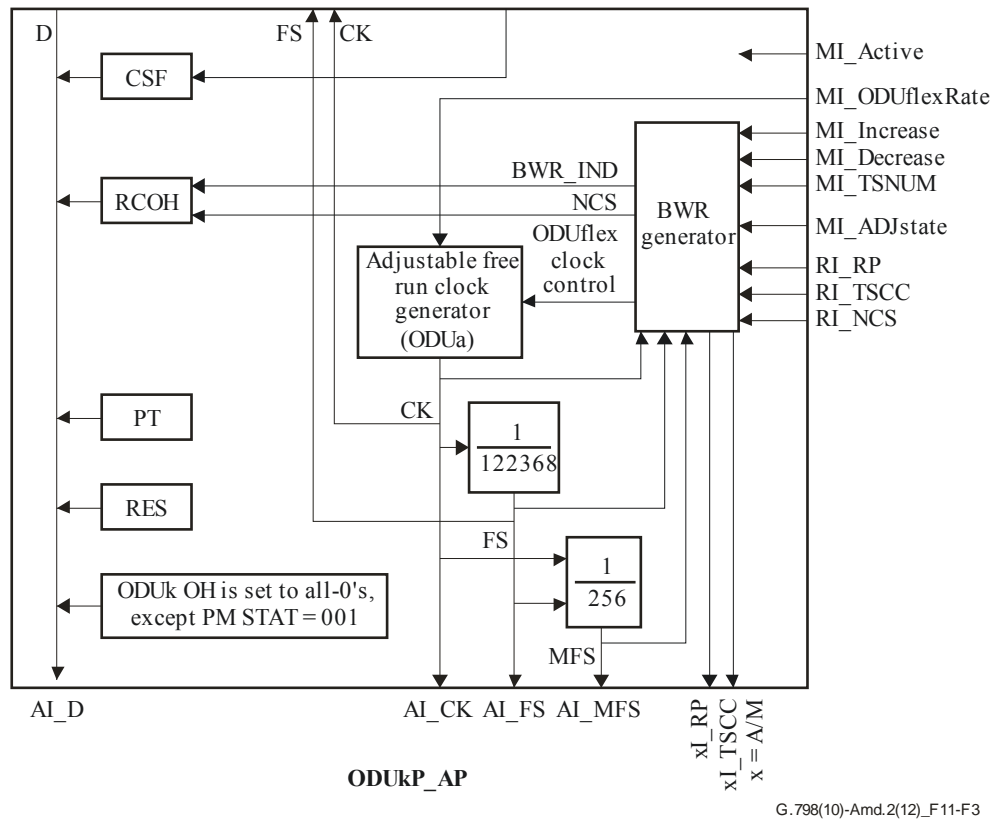 D
FS
CK
MI_Active
CSF
MI_ODUflexRate
MI_Increase
MI_Decrease
BWR_IND
MI_TSNUM
RCOH
NCS
BWR
generator
MI_ADJstate
ODUflex
clock
control
Adjustable free
run clock
generator
(ODUa)
RI_RP
RI_TSCC
RI_NCS
CK
PT
1
122368
RES
FS
1
256
ODUk OH is set to all-0's,
except PM STAT = 001
MFS
AI_D
AI_CK
AI_FS
AI_MFS
xI_RP
xI_TSCC
x = A/M
ODUkP_AP
G.798(10)-Amd.2(12)_F11-F3